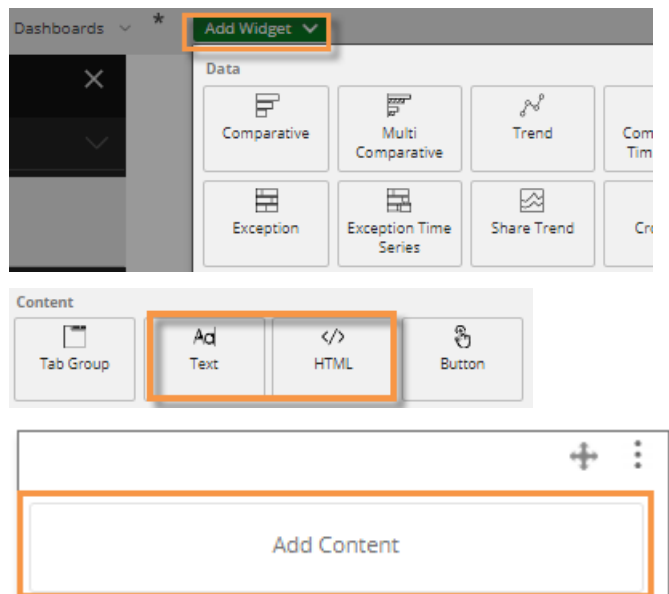 Dashboards * Add Widget
Data
Comparative Multi Comparative Trend
Exception Exception Time Series Share Trend
Content
Tab Group Text HTML Button
Add Content